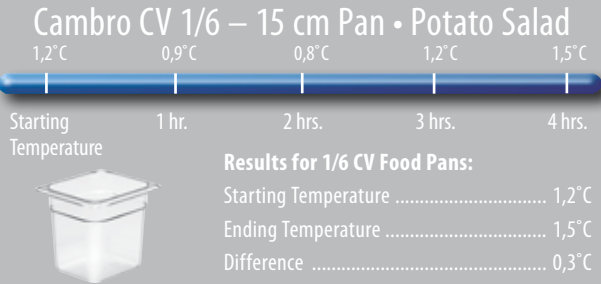 Cambro CV 1/6 – 15 cm Pan • Potato Salad
1,2˚C 0,9˚C 0,8˚C 1,2˚C 1,5˚C
Starting Temperature 1 hr. 2 hrs. 3 hrs. 4 hrs.
Results for 1/6 CV Food Pans:
Starting Temperature ................................ 1,2˚C
Ending Temperature .................................. 1,5˚C
Difference .................................................. 0,3˚C